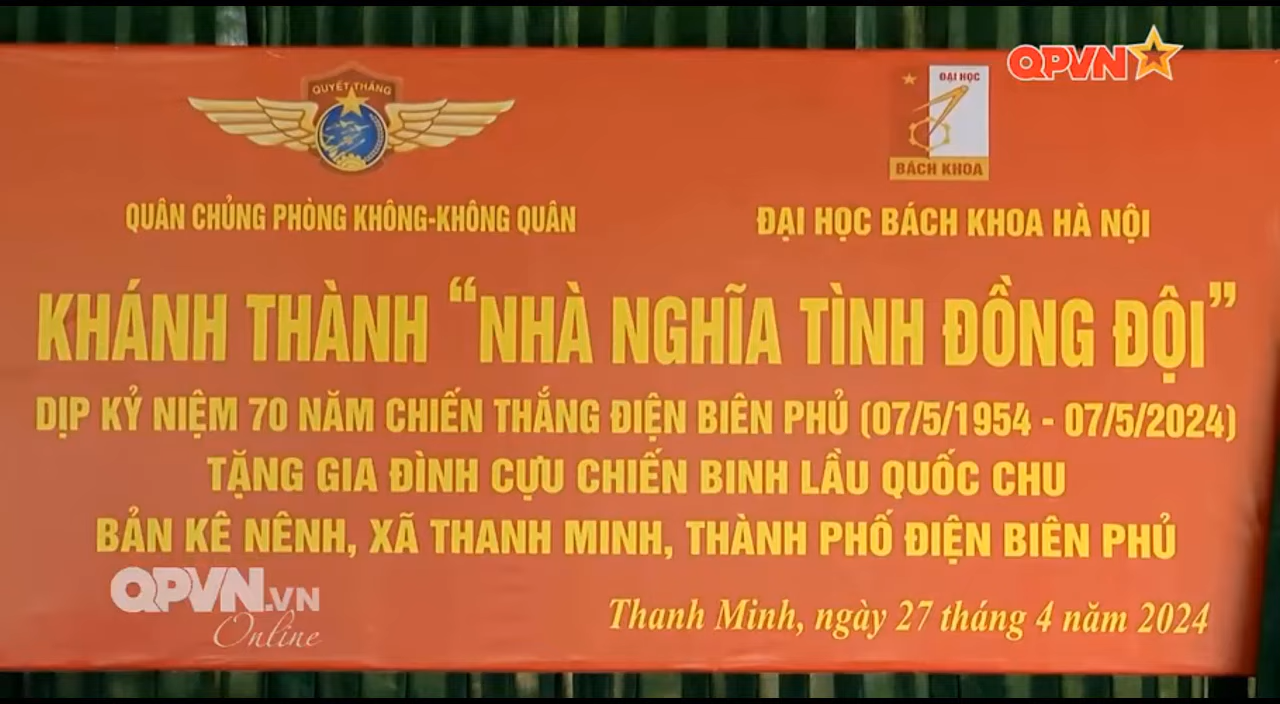 QPVN
QUYẾT THẮNG
ĐẠI HỌC
BÁCH KHOA
QUÂN CHỦNG PHÒNG KHÔNG-KHÔNG QUÂN
ĐẠI HỌC BÁCH KHOA HÀ NỘI
KHÁNH THÀNH “NHÀ NGHĨA TÌNH ĐỒNG ĐỘI”
DỊP KỶ NIỆM 70 NĂM CHIẾN THẮNG ĐIỆN BIÊN PHỦ (07/5/1954 - 07/5/2024)
TẶNG GIA ĐÌNH CỰU CHIẾN BINH LẦU QUỐC CHU
BẢN KÊ NÊNH, XÃ THANH MINH, THÀNH PHỐ ĐIỆN BIÊN PHỦ
QPVN.VN
Online
Thanh Minh, ngày 27 tháng 4 năm 2024